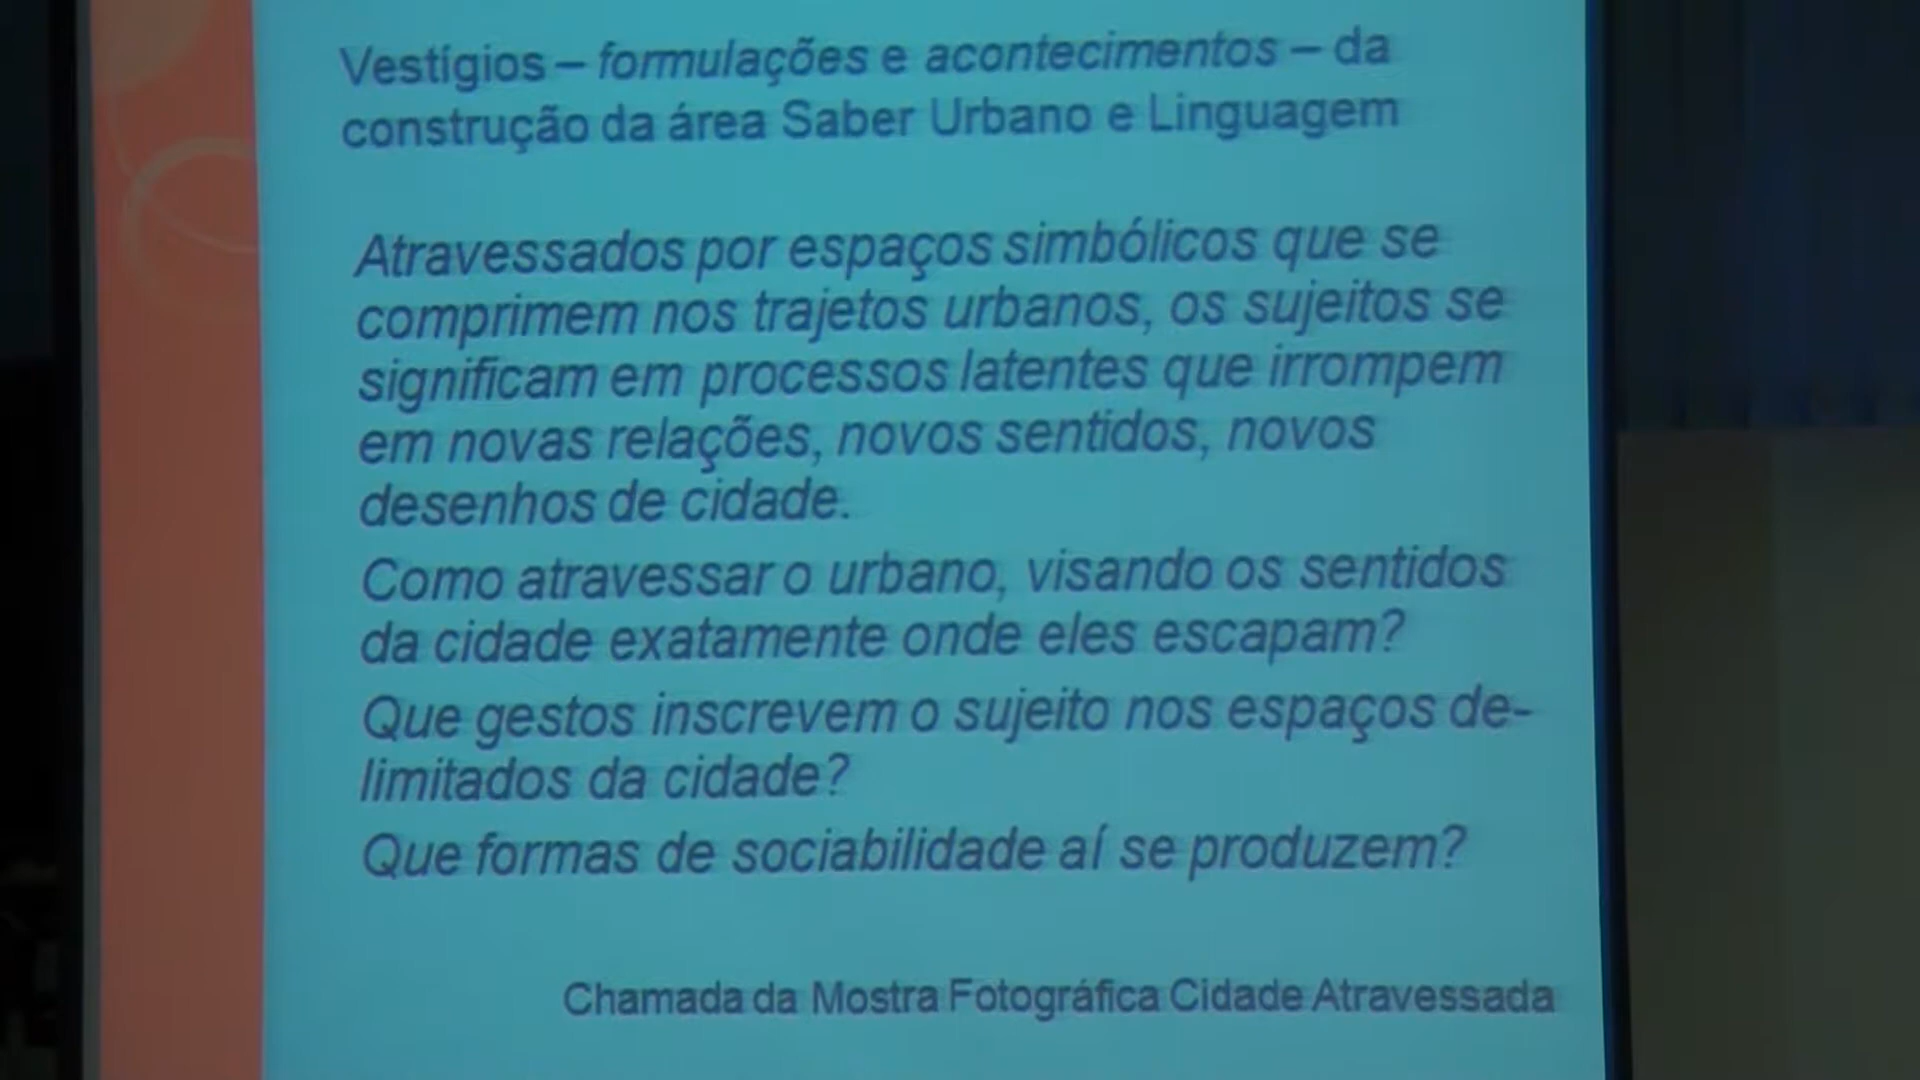 Vestígios – formulações e acontecimentos – da
construção da área Saber Urbano e Linguagem
Atravessados por espaços simbólicos que se
comprimem nos trajetos urbanos, os sujeitos se
significam em processos latentes que irrompem
em novas relações, novos sentidos, novos
desenhos de cidade.
Como atravessar o urbano, visando os sentidos
da cidade exatamente onde eles escapam?
Que gestos inscrevem o sujeito nos espaços de-
limitados da cidade?
Que formas de sociabilidade aí se produzem?
Chamada da Mostra Fotográfica Cidade Atravessada